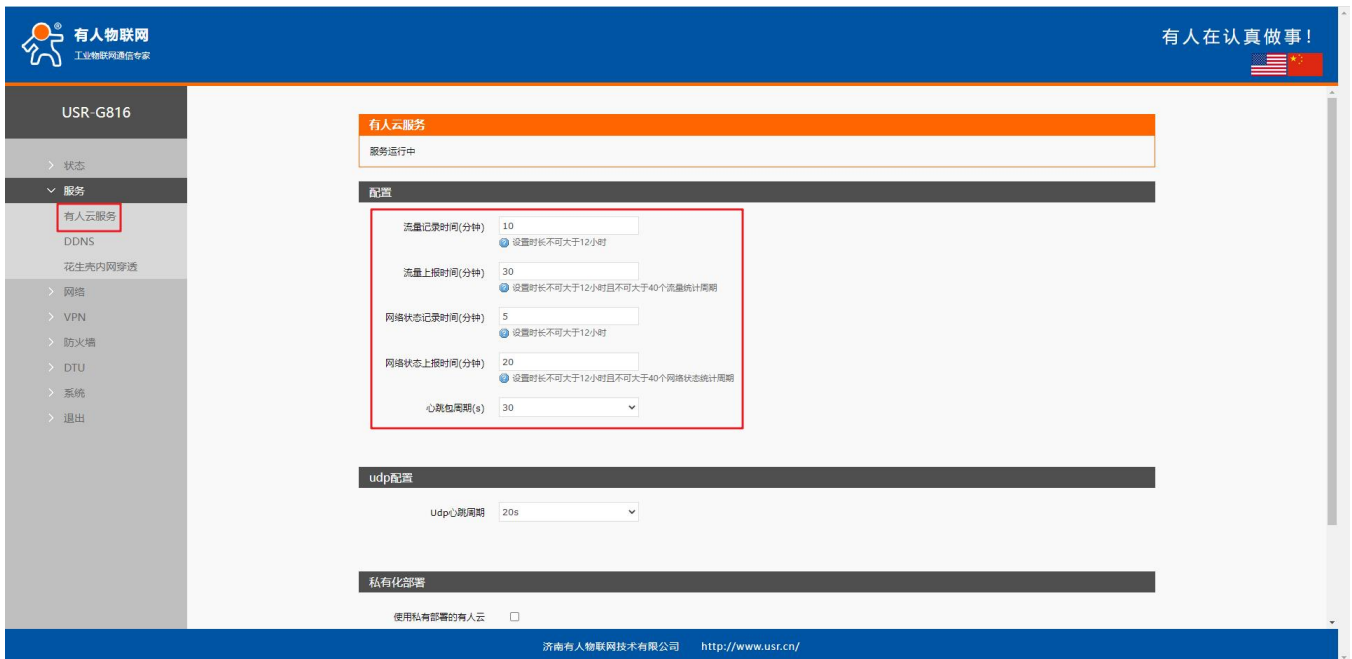 有人物联网
工业物联网通信专家
有人在认真做事!
USR-G816
状态
服务
有人云服务
DDNS
花生壳内网穿透
网络
VPN
防火墙
DTU
系统
退出
有人云服务
服务运行中
配置
流量记录时间(分钟) 10
设置时长不可大于12小时
流量上报时间(分钟) 30
设置时长不可大于12小时且不可大于40个流量统计周期
网络状态记录时间(分钟) 5
设置时长不可大于12小时
网络状态上报时间(分钟) 20
设置时长不可大于12小时且不可大于40个网络状态统计周期
心跳包周期(s) 30
udp配置
Udp心跳周期 20s
私有化部署
使用私有部署的有人云
济南有人物联网技术有限公司 http://www.usr.cn/